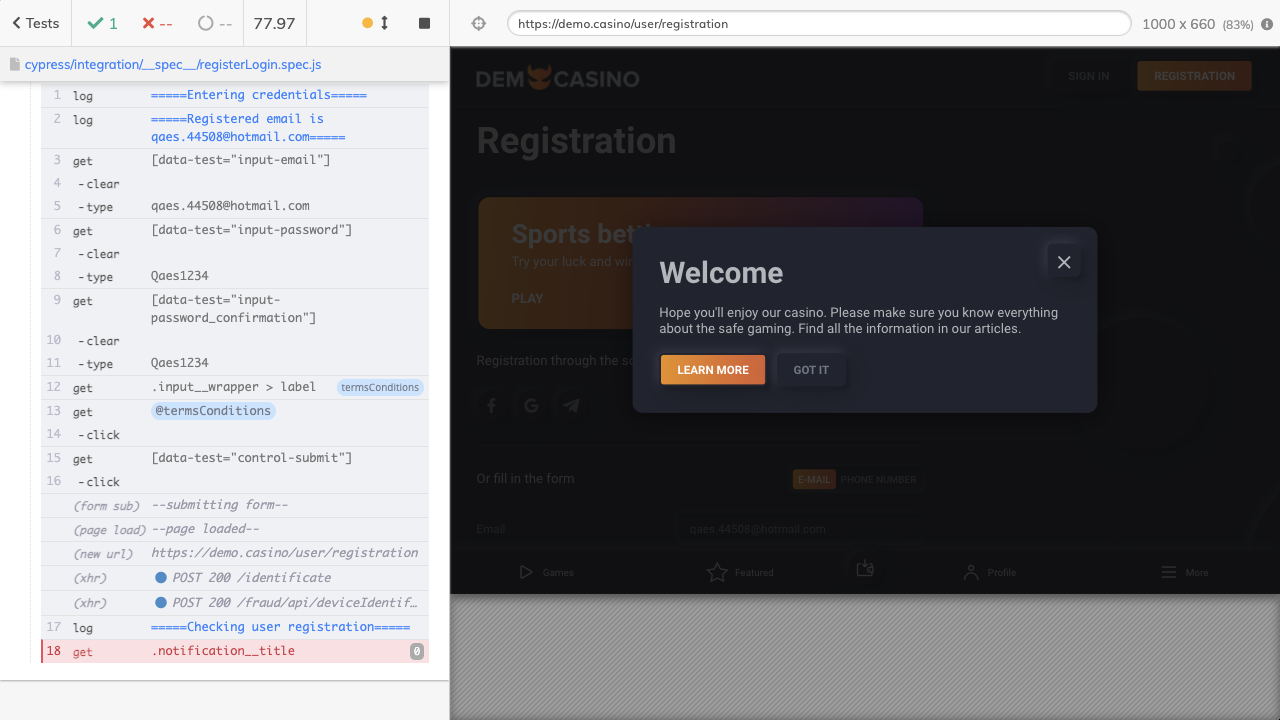 Tests
1
--
--
77.97
cypress/integration/__spec__/registerLogin.spec.js
1 log =====Entering credentials=====
2 log =====Registered email is
qaes.44508@hotmail.com=====
3 get [data-test="input-email"]
4 -clear
5 -type qaes.44508@hotmail.com
6 get [data-test="input-password"]
7 -clear
8 -type Qaes1234
9 get [data-test="input-
password_confirmation"]
10 -clear
11 -type Qaes1234
12 get .input__wrapper > label termsConditions
13 get @termsConditions
14 -click
15 get [data-test="control-submit"]
16 -click
(form sub) --submitting form--
(page load) --page loaded--
(new url) https://demo.casino/user/registration
(xhr) POST 200 /identificate
(xhr) POST 200 /fraud/api/deviceIdentif…
17 log =====Checking user registration=====
18 get .notification__title 0
https://demo.casino/user/registration
1000 x 660 (83%)
DEM CASINO
SIGN IN
REGISTRATION
Registration
Sports bett
Try your luck and win
PLAY
Welcome
Hope you'll enjoy our casino. Please make sure you know everything
about the safe gaming. Find all the information in our articles.
LEARN MORE
GOT IT
Registration through the so
Or fill in the form
E-MAIL
PHONE NUMBER
Email
qaes.44508@hotmail.com
Games
Featured
Profile
More